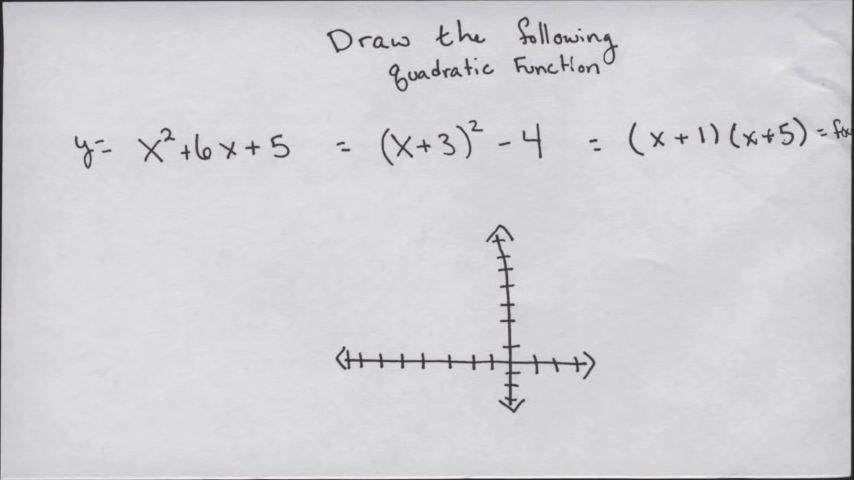 Draw the following
quadratic Function
y = x²+6x+5 = (x+3)² - 4 = (x+1)(x+5) =